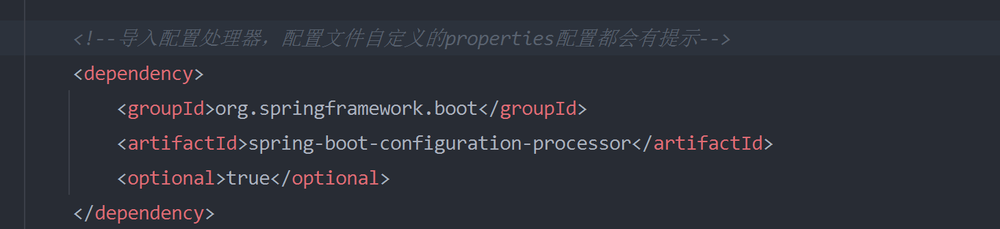 <!--导入配置处理器，配置文件自定义的properties配置都会有提示-->
<dependency>
<groupId>org.springframework.boot</groupId>
<artifactId>spring-boot-configuration-processor</artifactId>
<optional>true</optional>
</dependency>